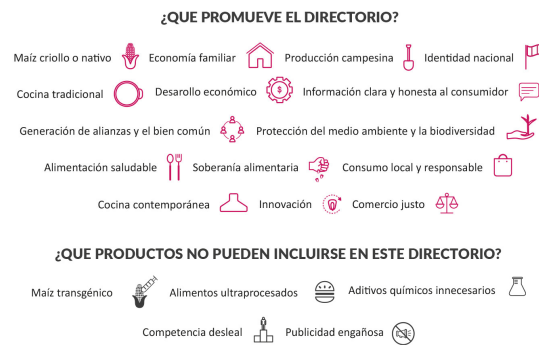 ¿QUE PROMUEVE EL DIRECTORIO?
Maíz criollo o nativo Economía familiar Producción campesina Identidad nacional
Cocina tradicional Desarollo económico Información clara y honesta al consumidor
Generación de alianzas y el bien común Protección del medio ambiente y la biodiversidad
Alimentación saludable Soberanía alimentaria Consumo local y responsable
Cocina contemporánea Innovación Comercio justo
¿QUE PRODUCTOS NO PUEDEN INCLUIRSE EN ESTE DIRECTORIO?
Maíz transgénico Alimentos ultraprocesados Aditivos químicos innecesarios
Competencia desleal Publicidad engañosa